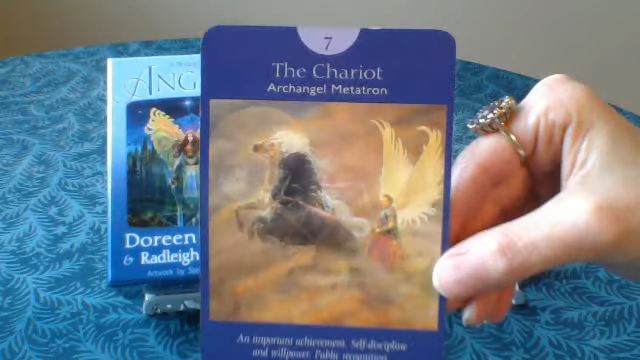 7
The Chariot
Archangel Metatron
ANG
Doreen
& Radleigh
Artwork by
An important achievement. Self-discipline
and willpower. Public recognition